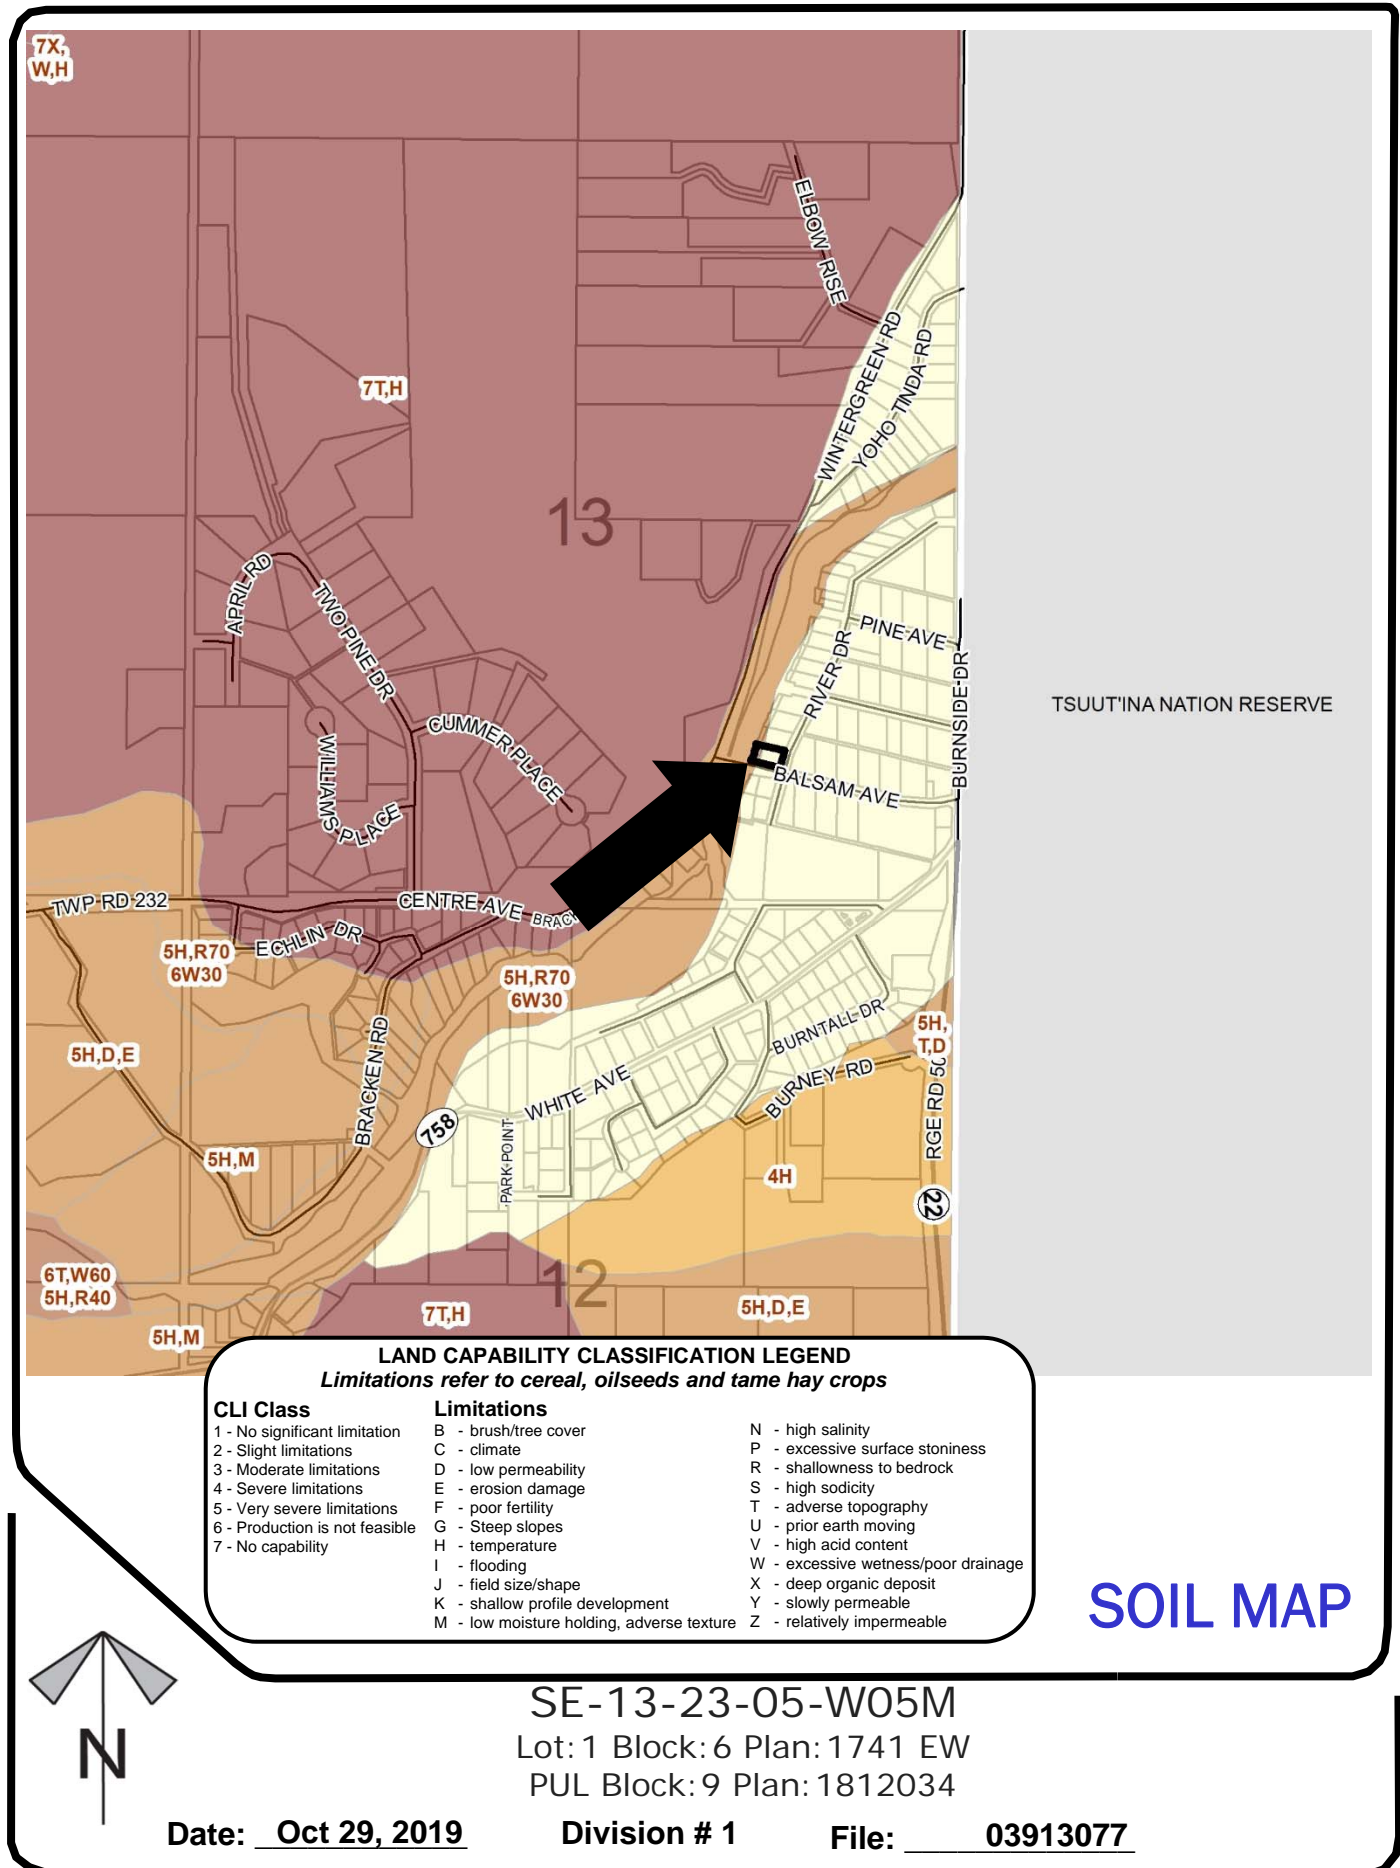 7X,
W,H
ELBOW RISE
WINTERGREEN RD
YOHO TINDA RD
7T,H
13
APRIL RD
TWO PINE DR
PINE AVE
RIVER DR
BURNSIDE DR
TSUUT'INA NATION RESERVE
CUMMER PLACE
WILLIAMS PLACE
BALSAM AVE
TWP RD 232
CENTRE AVE
ECHLIN DR
5H,R70
6W30
5H,R70
6W30
5H,
T,D
BURNTALL DR
5H,D,E
BRACKEN RD
WHITE AVE
BURNEY RD
RGE RD 50
758
PARK POINT
5H,M
4H
22
6T,W60
5H,R40
12
7T,H
5H,D,E
5H,M
LAND CAPABILITY CLASSIFICATION LEGEND
Limitations refer to cereal, oilseeds and tame hay crops
CLI Class
1 - No significant limitation
2 - Slight limitations
3 - Moderate limitations
4 - Severe limitations
5 - Very severe limitations
6 - Production is not feasible
7 - No capability
Limitations
B - brush/tree cover
C - climate
D - low permeability
E - erosion damage
F - poor fertility
G - Steep slopes
H - temperature
I - flooding
J - field size/shape
K - shallow profile development
M - low moisture holding, adverse texture
N - high salinity
P - excessive surface stoniness
R - shallowness to bedrock
S - high sodicity
T - adverse topography
U - prior earth moving
V - high acid content
W - excessive wetness/poor drainage
X - deep organic deposit
Y - slowly permeable
Z - relatively impermeable
SOIL MAP
N
SE-13-23-05-W05M
Lot:1 Block:6 Plan:1741 EW
PUL Block:9 Plan:1812034
Date: Oct 29, 2019 Division # 1 File: 03913077